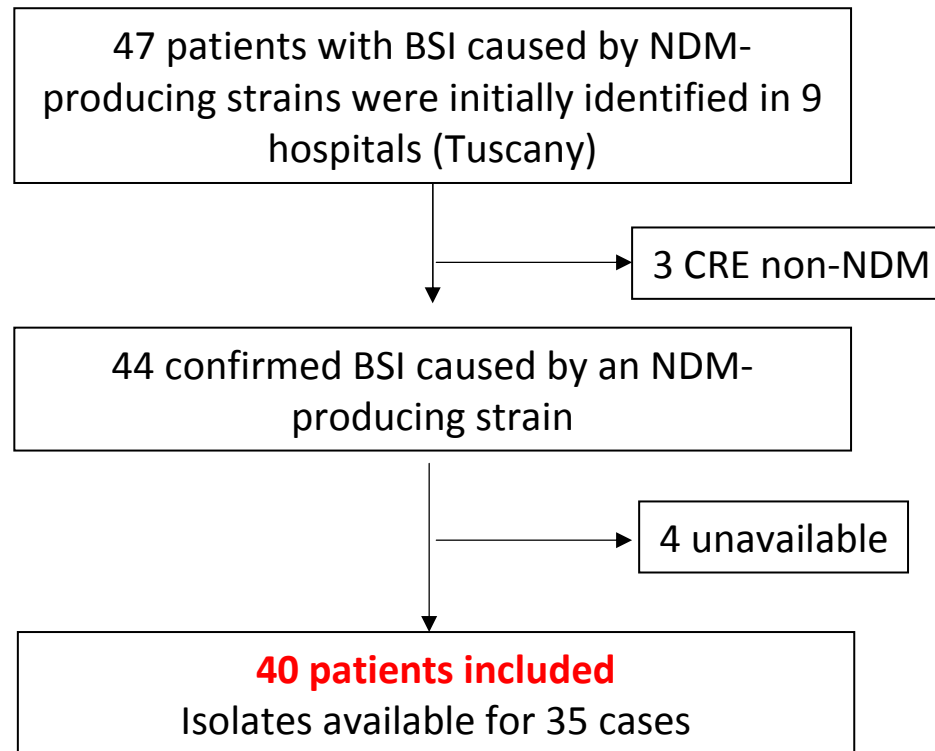 47 patients with BSI caused by NDM-
producing strains were initially identified in 9
hospitals (Tuscany)
3 CRE non-NDM
44 confirmed BSI caused by an NDM-
producing strain
4 unavailable
40 patients included
Isolates available for 35 cases